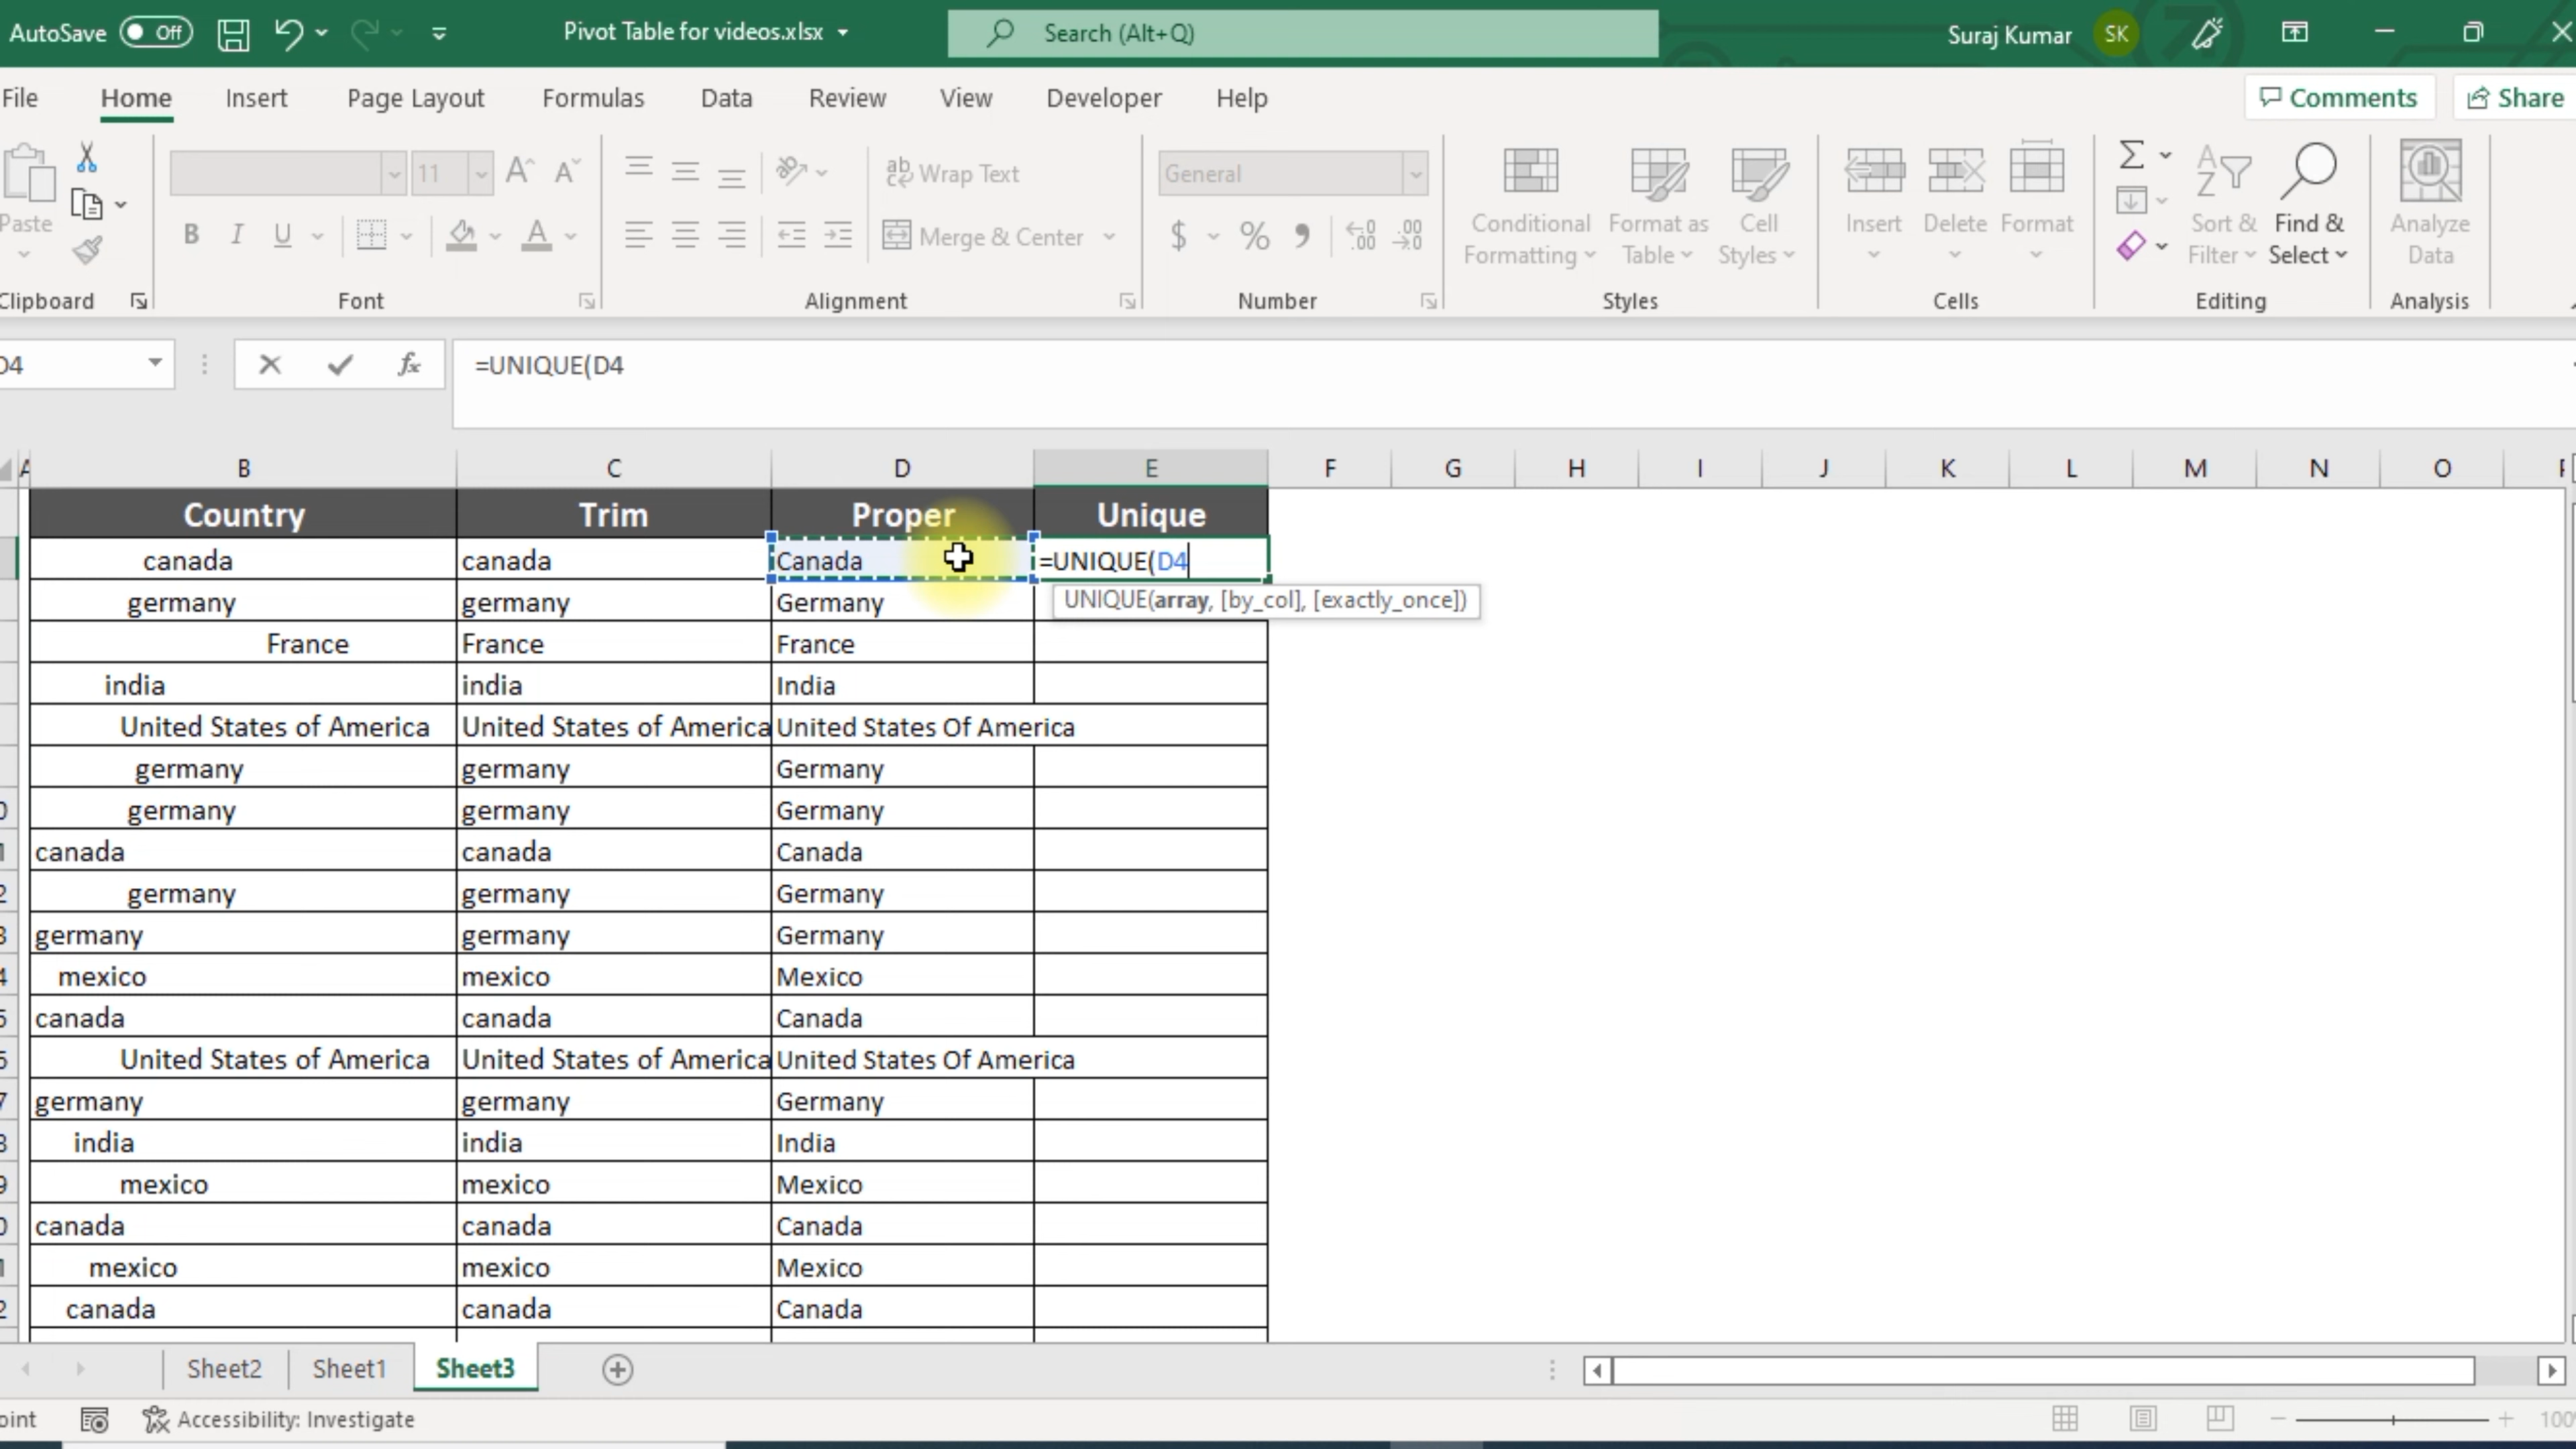 AutoSave Off Pivot Table for videos.xlsx Search (Alt+Q) Suraj Kumar SK
File Home Insert Page Layout Formulas Data Review View Developer Help Comments Share
11 ab Wrap Text General
Paste B I U Merge & Center $ % , .00 Conditional Formatting Format as Table Cell Styles Insert Delete Format Sort & Filter Find & Select Analyze Data
Clipboard Font Alignment Number Styles Cells Editing Analysis
D4 fx =UNIQUE(D4
A B C D E F G H I J K L M N O
Country Trim Proper Unique
canada canada Canada =UNIQUE(D4
germany germany Germany UNIQUE(array, [by_col], [exactly_once])
France France France
india india India
United States of America United States of America United States Of America
germany germany Germany
germany germany Germany
canada canada Canada
germany germany Germany
germany germany Germany
mexico mexico Mexico
canada canada Canada
United States of America United States of America United States Of America
germany germany Germany
india india India
mexico mexico Mexico
canada canada Canada
mexico mexico Mexico
canada canada Canada
Sheet2 Sheet1 Sheet3
oint Accessibility: Investigate 100